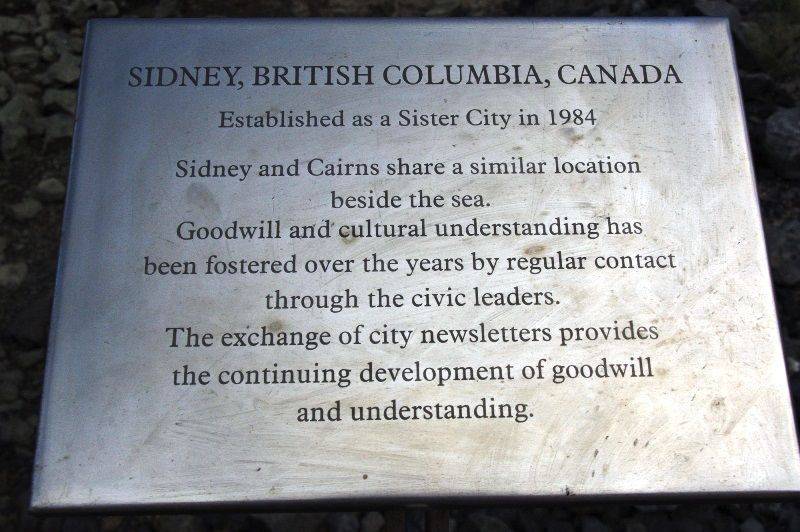 SIDNEY, BRITISH COLUMBIA, CANADA
Established as a Sister City in 1984
Sidney and Cairns share a similar location
beside the sea.
Goodwill and cultural understanding has
been fostered over the years by regular contact
through the civic leaders.
The exchange of city newsletters provides
the continuing development of goodwill
and understanding.